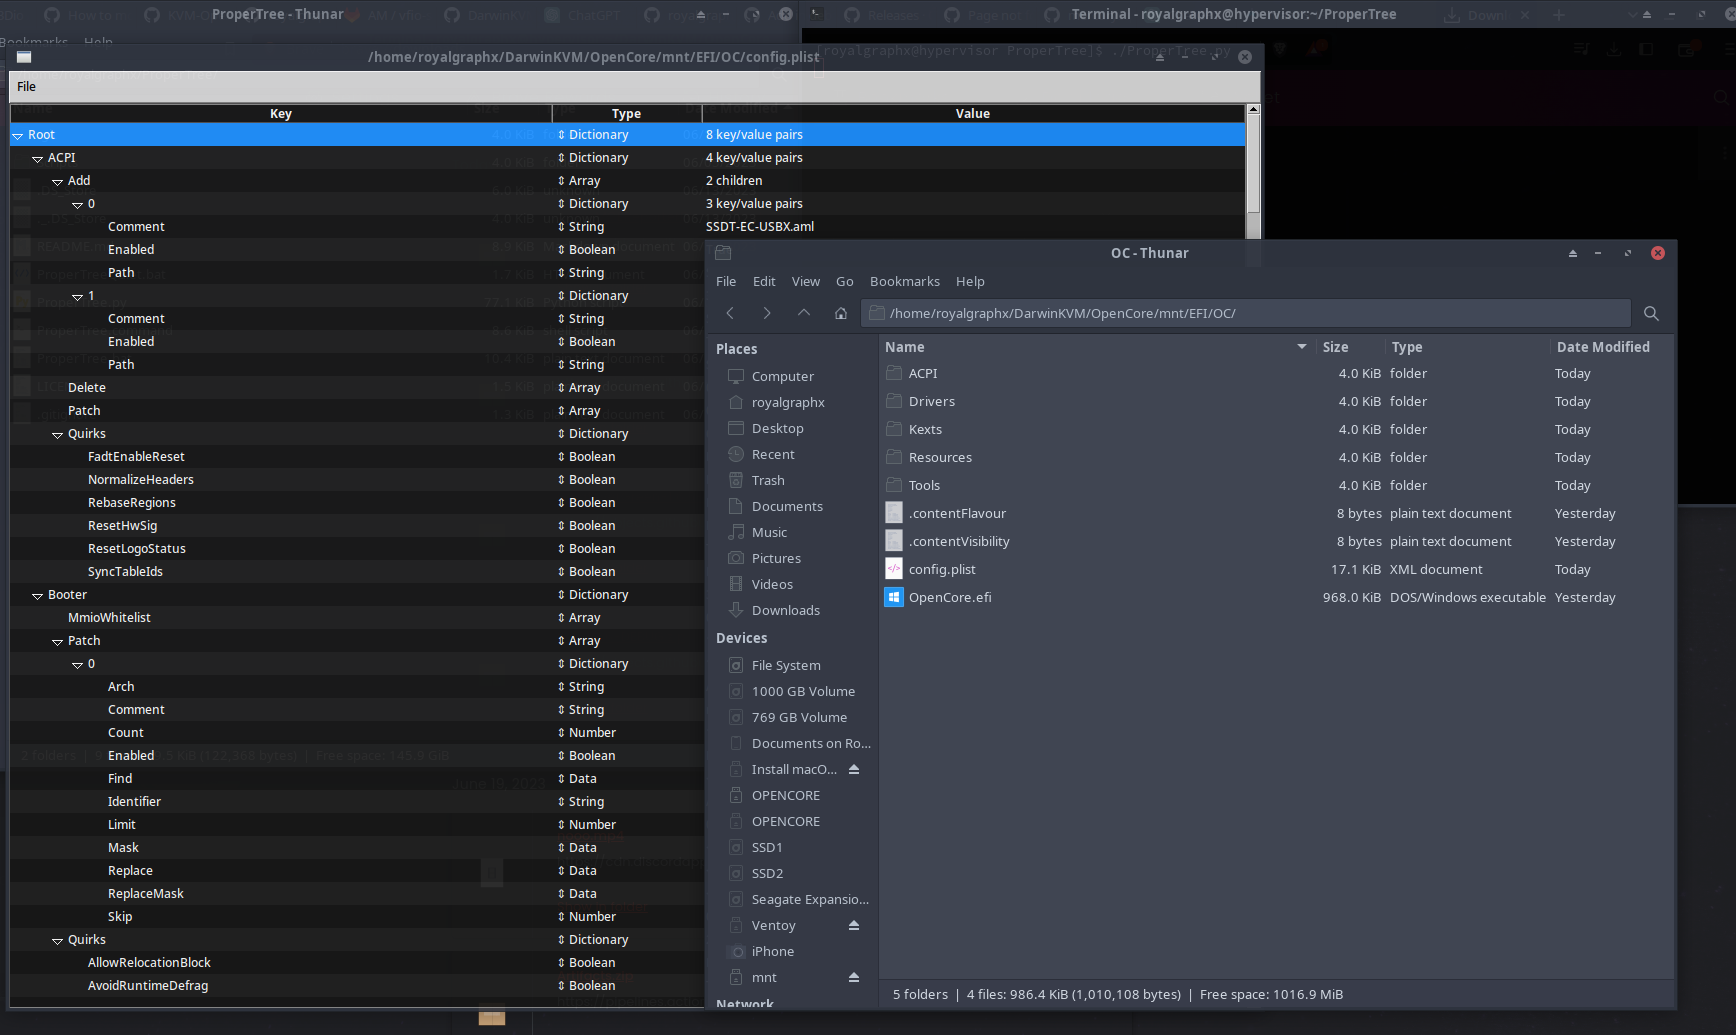 ProperTree - Thunar
Terminal - royalgraphx@hypervisor:~/ProperTree
Bookmarks Help
[royalgraphx@hypervisor ProperTree]$ ./ProperTree.py
/home/royalgraphx/DarwinKVM/OpenCore/mnt/EFI/OC/config.plist
File
Key Type Value
Root Dictionary 8 key/value pairs
ACPI Dictionary 4 key/value pairs
Add Array 2 children
0 Dictionary 3 key/value pairs
Comment String SSDT-EC-USBX.aml
Enabled Boolean
Path String
1 Dictionary
Comment String
Enabled Boolean
Path String
Delete Array
Patch Array
Quirks Dictionary
FadtEnableReset Boolean
NormalizeHeaders Boolean
RebaseRegions Boolean
ResetHwSig Boolean
ResetLogoStatus Boolean
SyncTableIds Boolean
Booter Dictionary
MmioWhitelist Array
Patch Array
0 Dictionary
Arch String
Comment String
Count Number
Enabled Boolean
Find Data
Identifier String
Limit Number
Mask Data
Replace Data
ReplaceMask Data
Skip Number
Quirks Dictionary
AllowRelocationBlock Boolean
AvoidRuntimeDefrag Boolean
OC - Thunar
File Edit View Go Bookmarks Help
/home/royalgraphx/DarwinKVM/OpenCore/mnt/EFI/OC/
Places
Computer
royalgraphx
Desktop
Recent
Trash
Documents
Music
Pictures
Videos
Downloads
Devices
File System
1000 GB Volume
769 GB Volume
Documents on Ro...
Install macO...
OPENCORE
OPENCORE
SSD1
SSD2
Seagate Expansio...
Ventoy
iPhone
mnt
Network
Name Size Type Date Modified
ACPI 4.0 KiB folder Today
Drivers 4.0 KiB folder Today
Kexts 4.0 KiB folder Today
Resources 4.0 KiB folder Today
Tools 4.0 KiB folder Today
.contentFlavour 8 bytes plain text document Yesterday
.contentVisibility 8 bytes plain text document Yesterday
config.plist 17.1 KiB XML document Today
OpenCore.efi 968.0 KiB DOS/Windows executable Yesterday
5 folders | 4 files: 986.4 KiB (1,010,108 bytes) | Free space: 1016.9 MiB